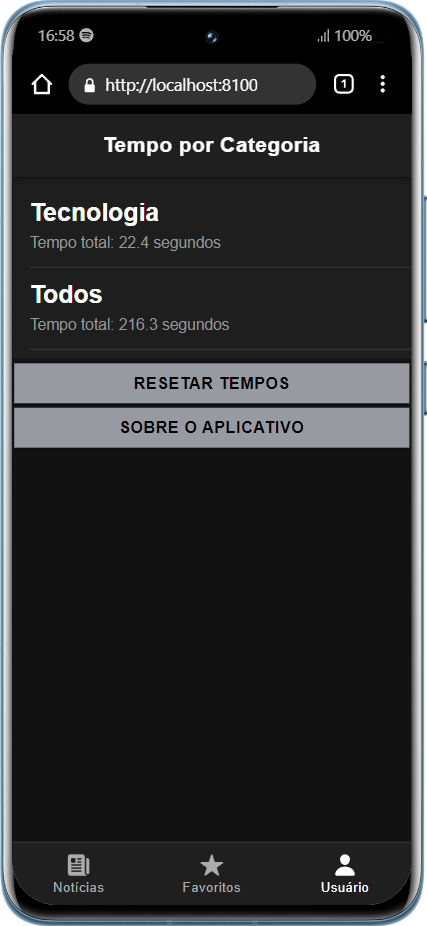 16:58 100%
http://localhost:8100 1
Tempo por Categoria
Tecnologia
Tempo total: 22.4 segundos
Todos
Tempo total: 216.3 segundos
RESETAR TEMPOS
SOBRE O APLICATIVO
Notícias Favoritos Usuário